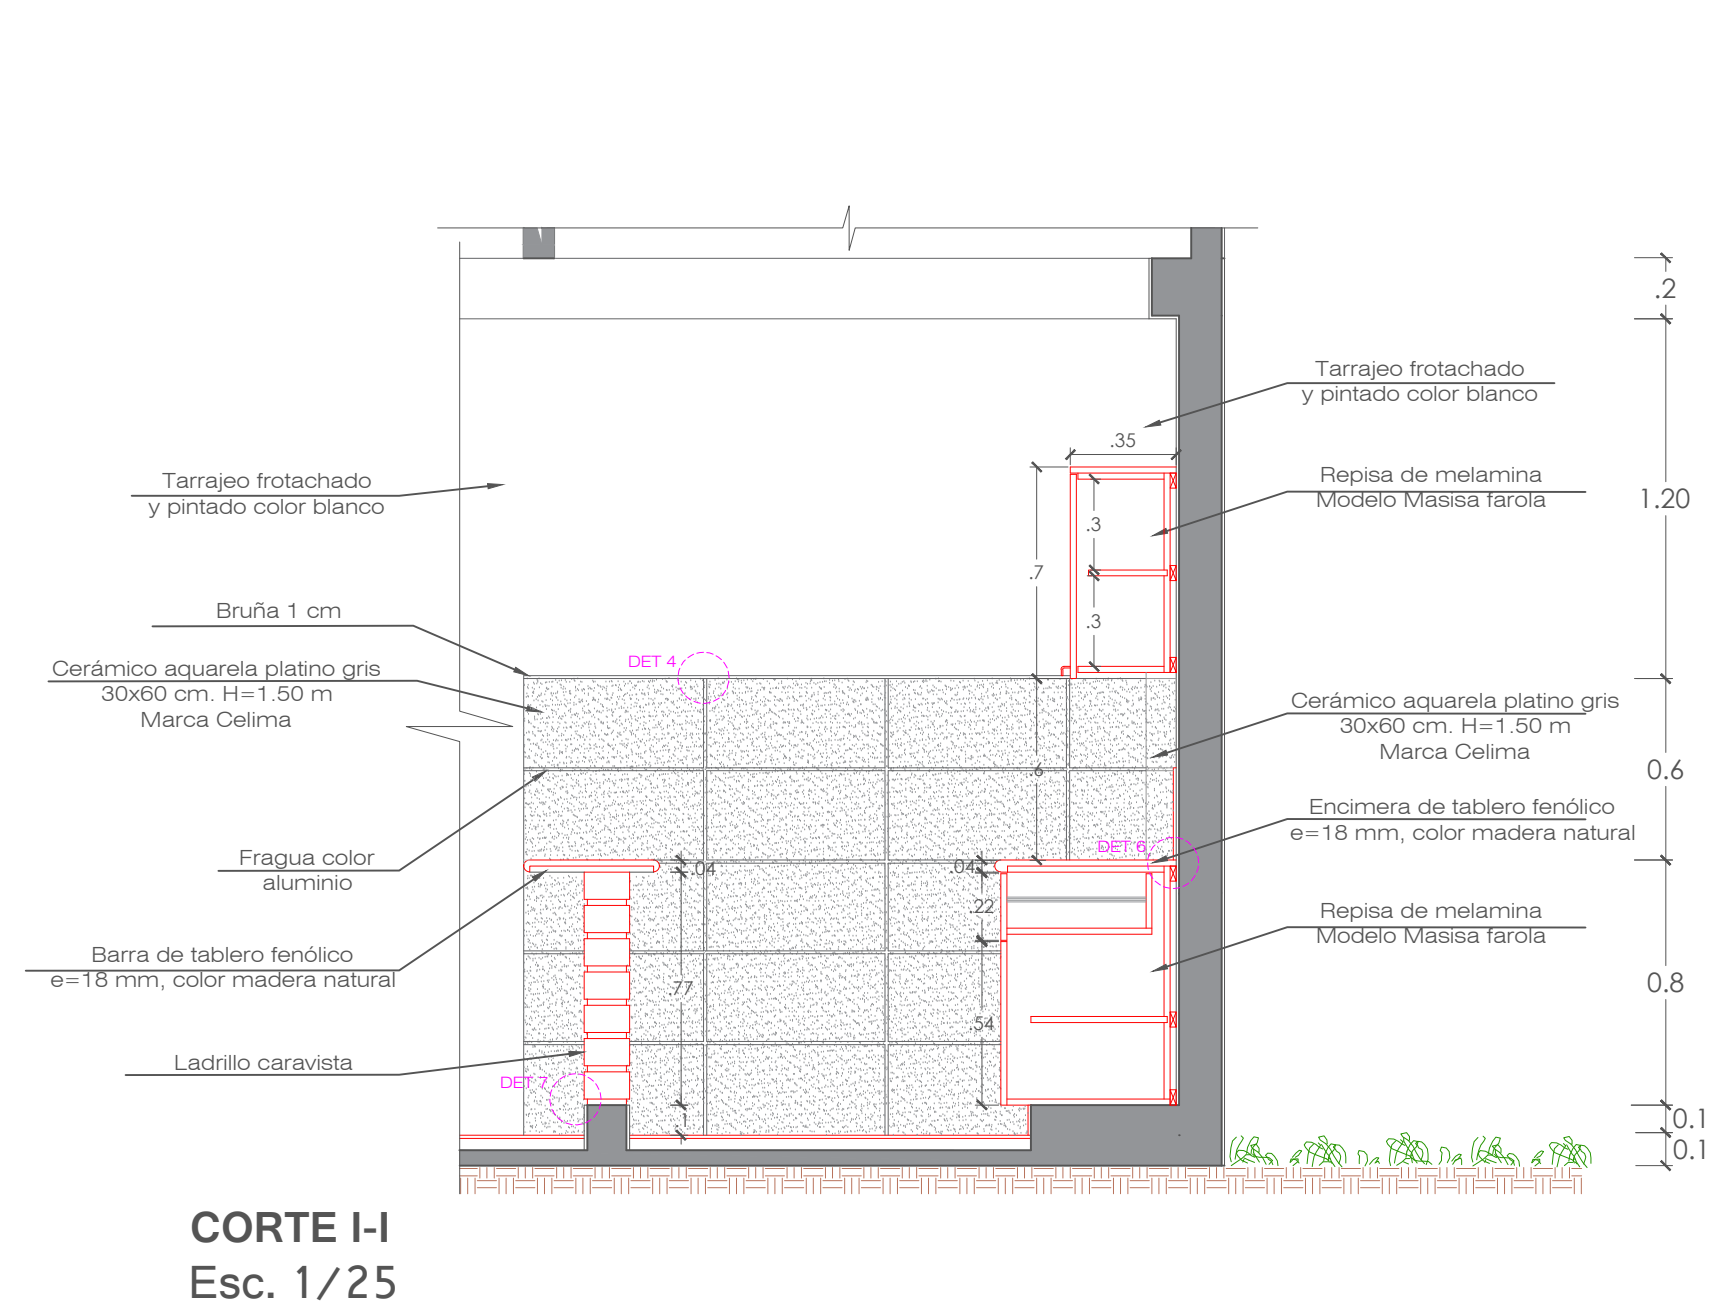 .2
Tarrajeo frotachado
y pintado color blanco
.35
Tarrajeo frotachado
y pintado color blanco
Repisa de melamina
Modelo Masisa farola
1.20
.3
.7
.3
Bruña 1 cm
DET 4
Cerámico aquarela platino gris
30x60 cm. H=1.50 m
Marca Celima
Cerámico aquarela platino gris
30x60 cm. H=1.50 m
Marca Celima
.6
0.6
Encimera de tablero fenólico
e=18 mm, color madera natural
DET 6
Fragua color
aluminio
.04
.04
.22
Repisa de melamina
Modelo Masisa farola
Barra de tablero fenólico
e=18 mm, color madera natural
.77
0.8
.54
Ladrillo caravista
DET 7
.1
0.1
0.1
CORTE I-I
Esc. 1/25